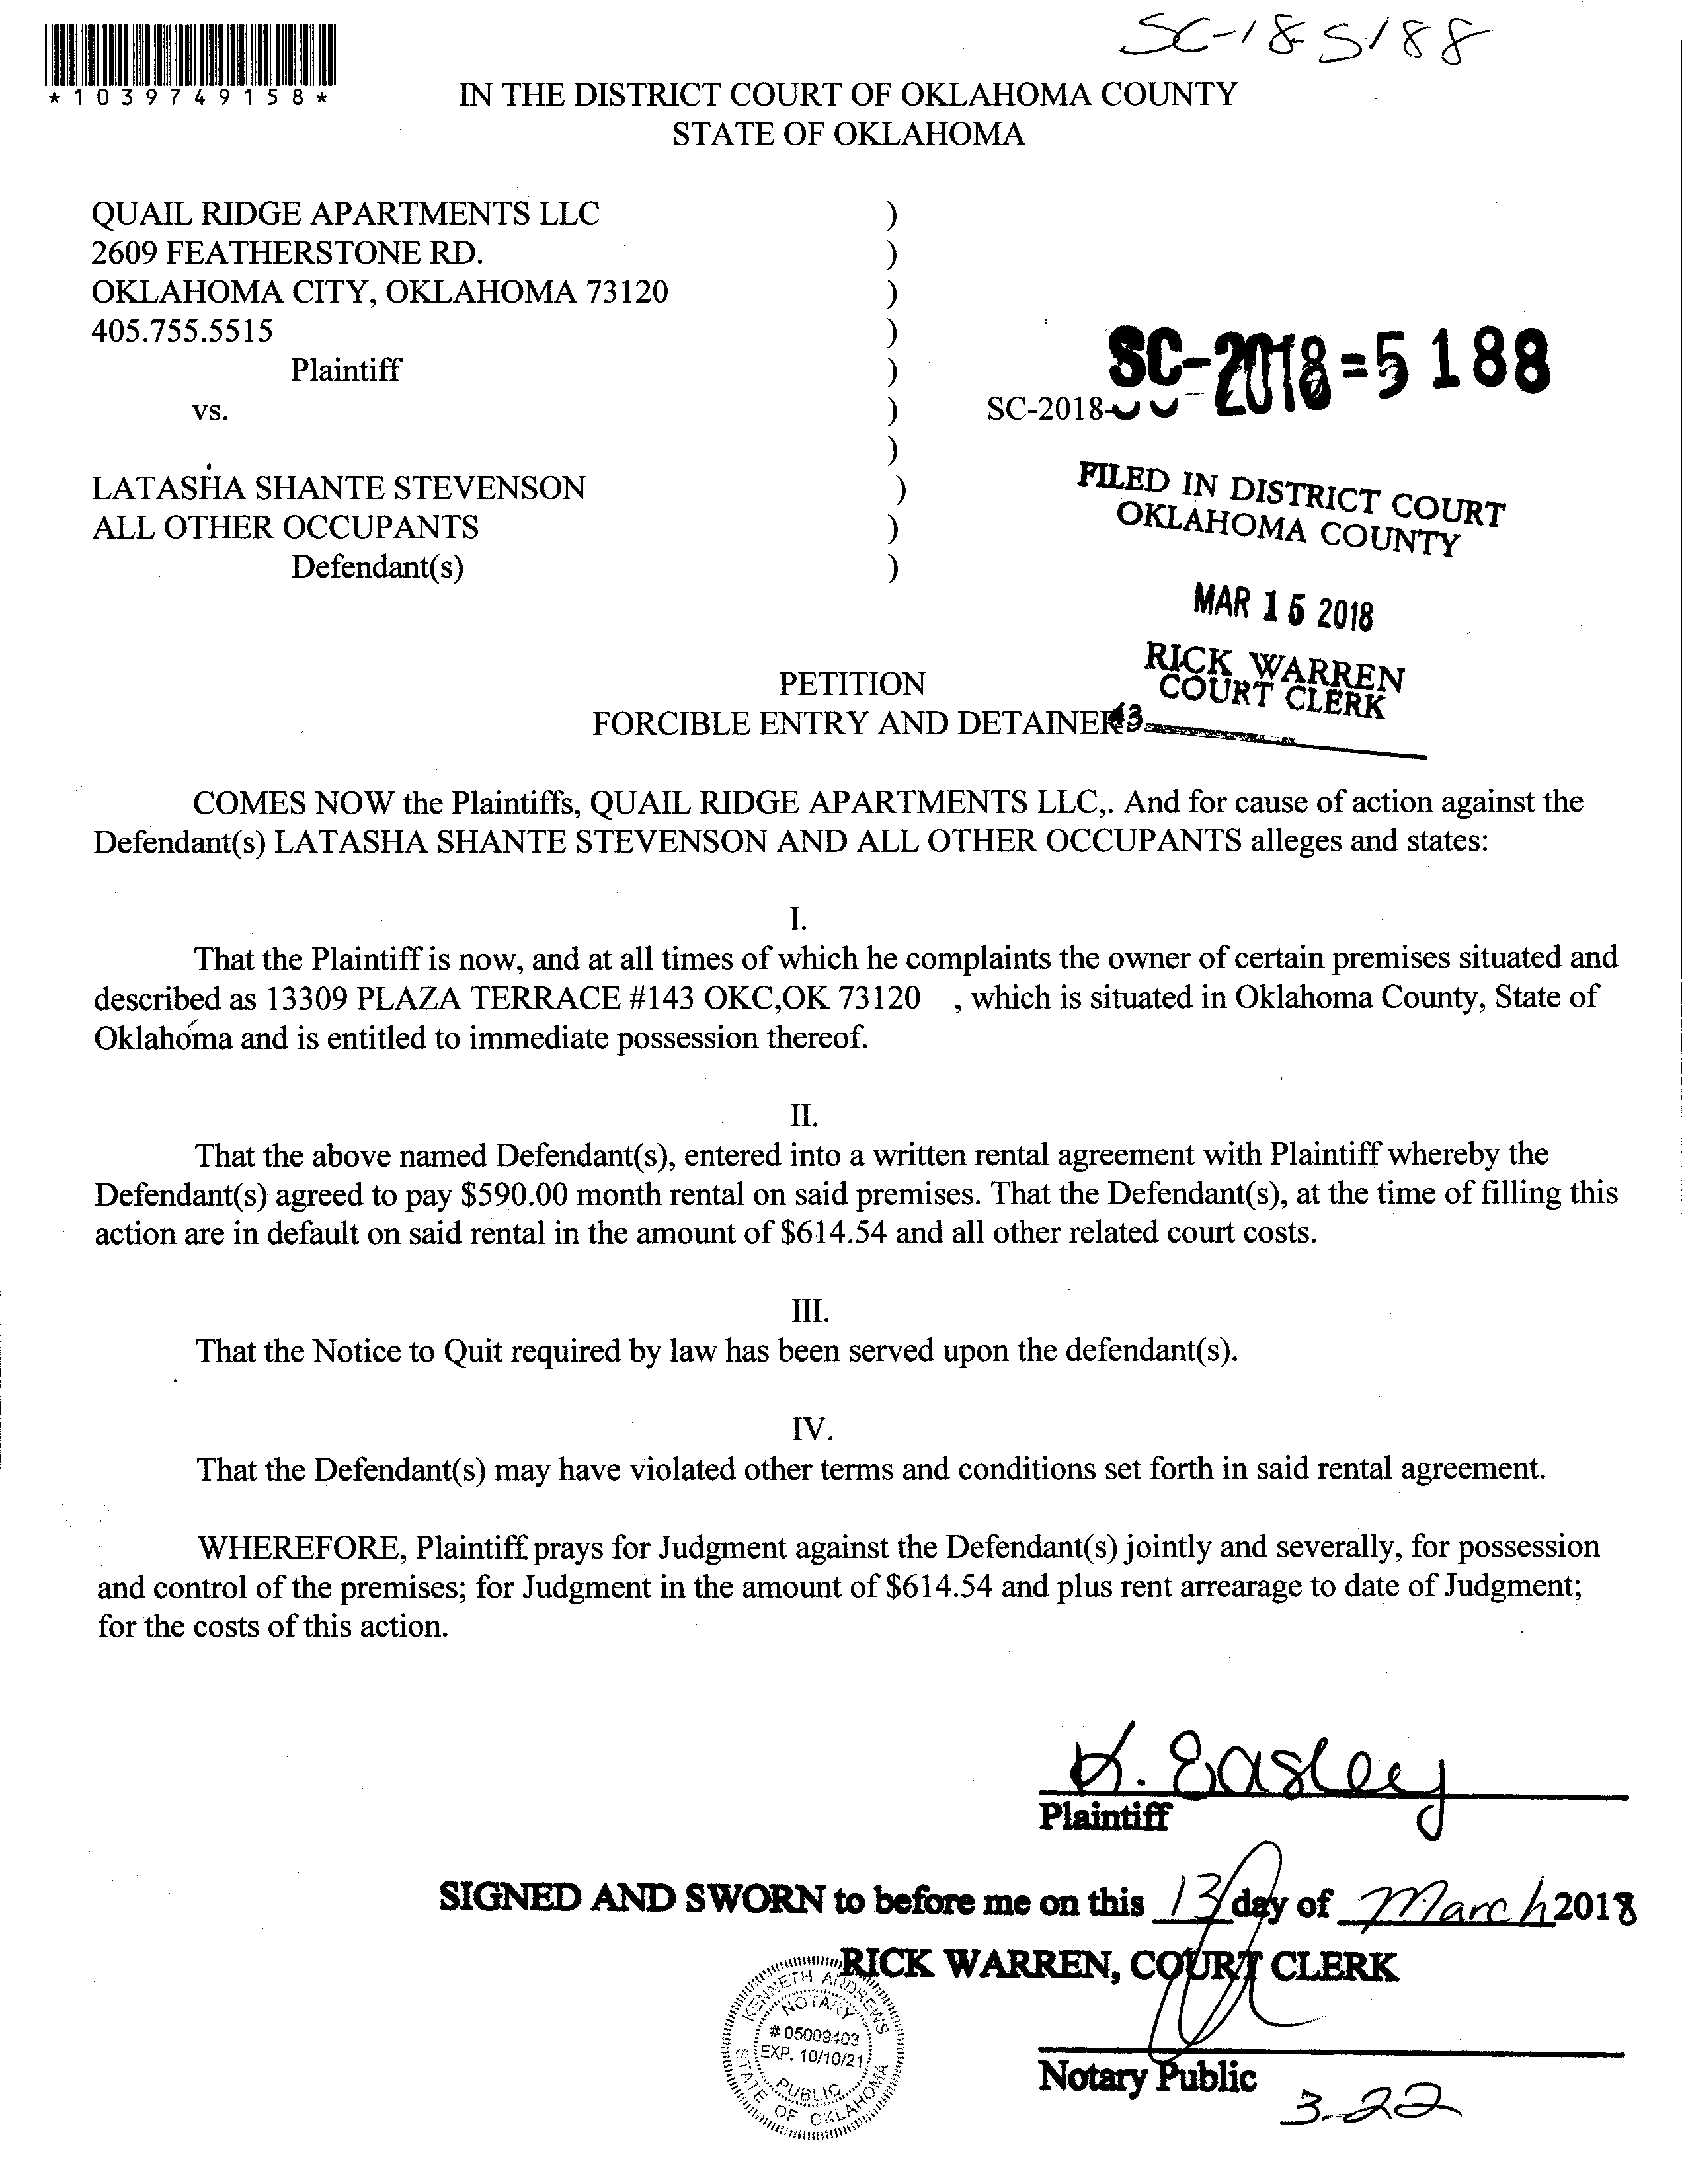 SC-18-5188
*1039749158*
IN THE DISTRICT COURT OF OKLAHOMA COUNTY
STATE OF OKLAHOMA
QUAIL RIDGE APARTMENTS LLC )
2609 FEATHERSTONE RD. )
OKLAHOMA CITY, OKLAHOMA 73120 )
405.755.5515 )
Plaintiff )
SC-2018-5188
vs. ) SC-2018-
)
LATASHA SHANTE STEVENSON )
ALL OTHER OCCUPANTS )
Defendant(s) )
FILED IN DISTRICT COURT
OKLAHOMA COUNTY
MAR 15 2018
RICK WARREN
COURT CLERK
PETITION
FORCIBLE ENTRY AND DETAINER
COMES NOW the Plaintiffs, QUAIL RIDGE APARTMENTS LLC,. And for cause of action against the
Defendant(s) LATASHA SHANTE STEVENSON AND ALL OTHER OCCUPANTS alleges and states:
I.
That the Plaintiff is now, and at all times of which he complaints the owner of certain premises situated and
described as 13309 PLAZA TERRACE #143 OKC,OK 73120 , which is situated in Oklahoma County, State of
Oklahoma and is entitled to immediate possession thereof.
II.
That the above named Defendant(s), entered into a written rental agreement with Plaintiff whereby the
Defendant(s) agreed to pay $590.00 month rental on said premises. That the Defendant(s), at the time of filling this
action are in default on said rental in the amount of $614.54 and all other related court costs.
III.
That the Notice to Quit required by law has been served upon the defendant(s).
IV.
That the Defendant(s) may have violated other terms and conditions set forth in said rental agreement.
WHEREFORE, Plaintiff prays for Judgment against the Defendant(s) jointly and severally, for possession
and control of the premises; for Judgment in the amount of $614.54 and plus rent arrearage to date of Judgment;
for the costs of this action.
K. Easley
Plaintiff
SIGNED AND SWORN to before me on this 13 day of March 2018
RICK WARREN, COURT CLERK
KENNETH ANDREWS
NOTARY
# 05009403
EXP. 10/10/21
PUBLIC
STATE OF OKLAHOMA
Notary Public
3-22